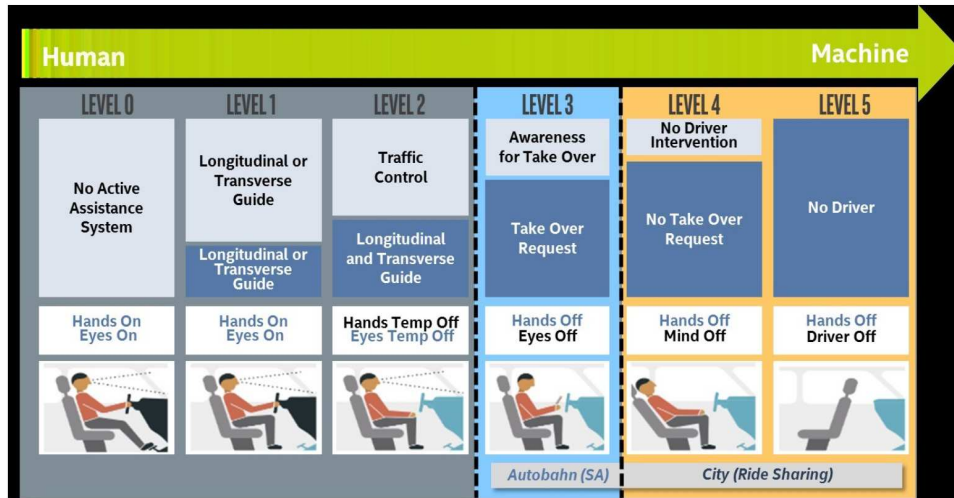 Human
Machine
LEVEL 0
LEVEL 1
LEVEL 2
LEVEL 3
LEVEL 4
LEVEL 5
No Active
Assistance
System
Longitudinal or
Transverse
Guide
Longitudinal or
Transverse
Guide
Traffic
Control
Longitudinal
and Transverse
Guide
Awareness
for Take Over
Take Over
Request
No Driver
Intervention
No Take Over
Request
No Driver
Hands On
Eyes On
Hands On
Eyes On
Hands Temp Off
Eyes Temp Off
Hands Off
Eyes Off
Hands Off
Mind Off
Hands Off
Driver Off
Autobahn (SA)
City (Ride Sharing)